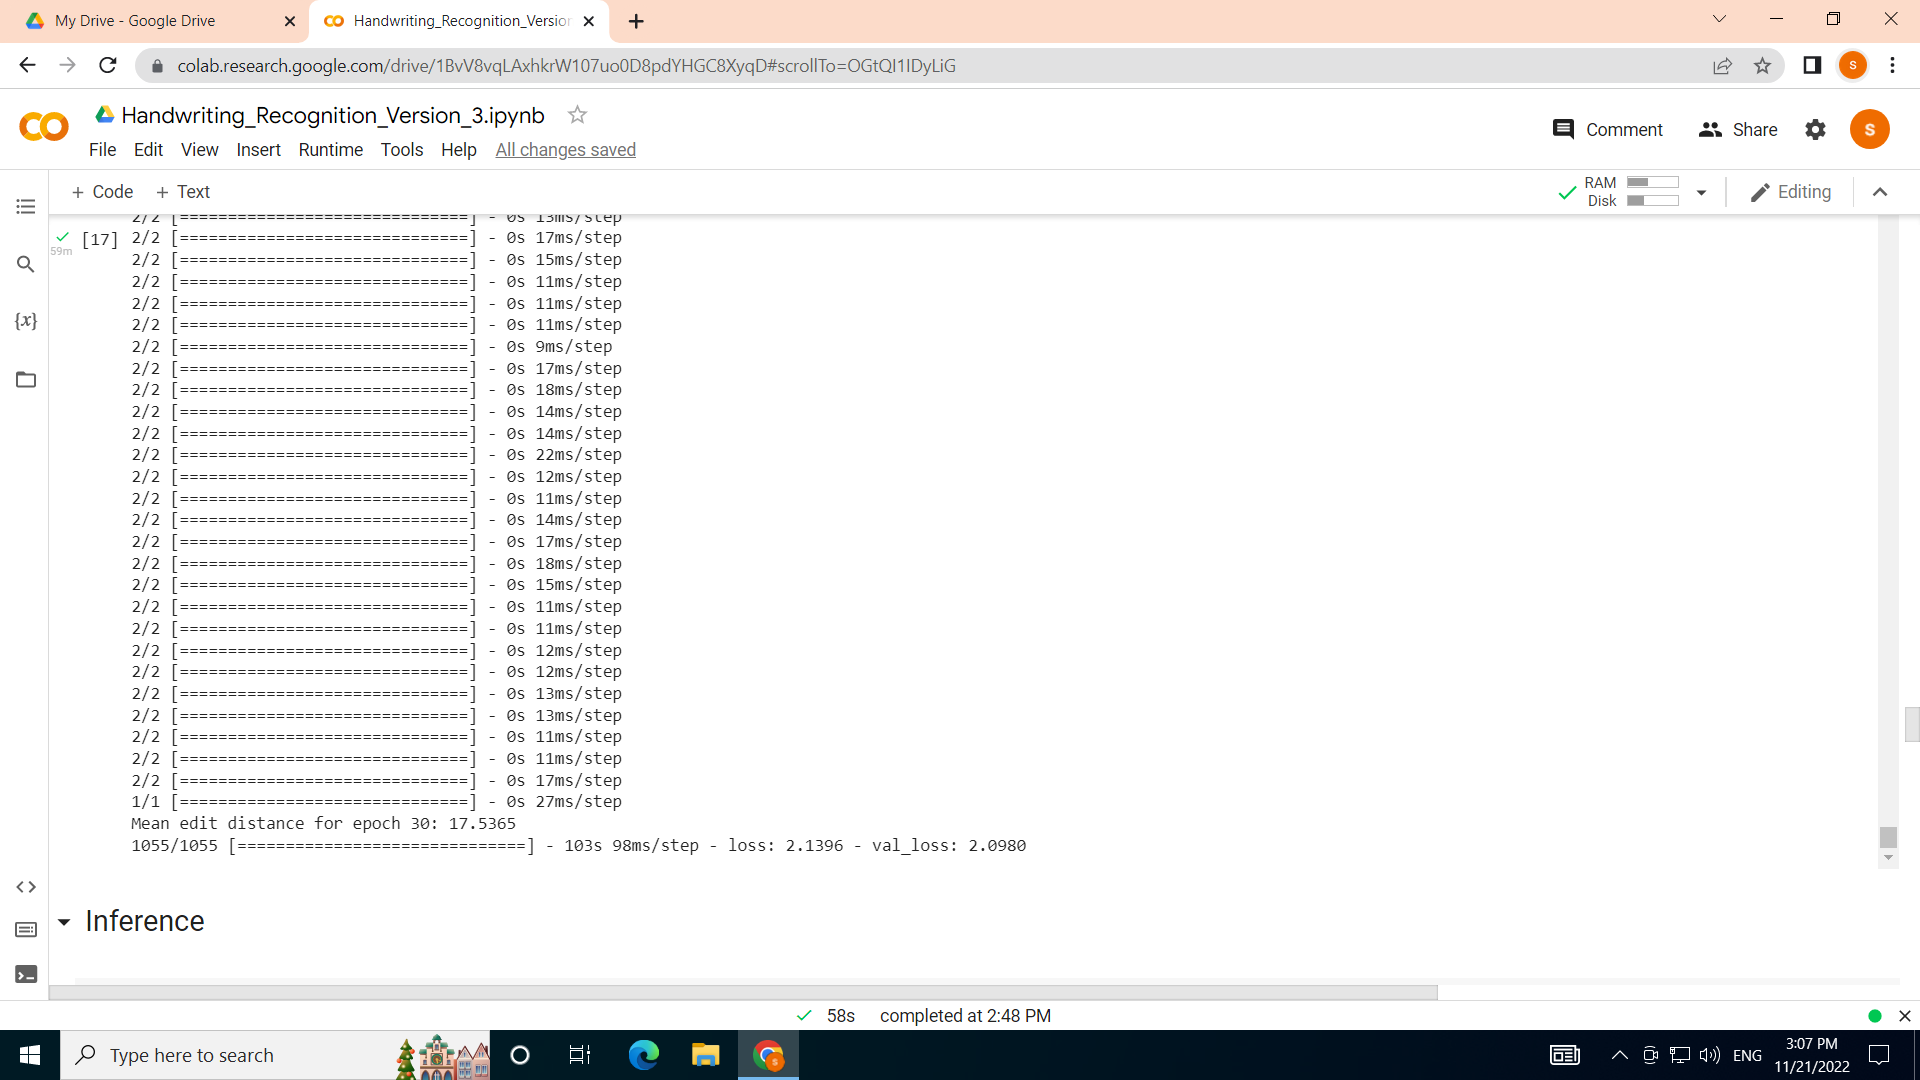 My Drive - Google Drive
Handwriting_Recognition_Version
colab.research.google.com/drive/1BvV8vqLAxhkrW107uo0D8pdYHGC8XyqD#scrollTo=OGtQI1IDyLiG
S
Handwriting_Recognition_Version_3.ipynb
Comment
Share
S
File Edit View Insert Runtime Tools Help All changes saved
+ Code + Text
RAM
Disk
Editing
2/2 [==============================] - 0s 13ms/step
[17] 2/2 [==============================] - 0s 17ms/step
59m
2/2 [==============================] - 0s 15ms/step
2/2 [==============================] - 0s 11ms/step
2/2 [==============================] - 0s 11ms/step
2/2 [==============================] - 0s 11ms/step
2/2 [==============================] - 0s 9ms/step
2/2 [==============================] - 0s 17ms/step
2/2 [==============================] - 0s 18ms/step
2/2 [==============================] - 0s 14ms/step
2/2 [==============================] - 0s 14ms/step
2/2 [==============================] - 0s 22ms/step
2/2 [==============================] - 0s 12ms/step
2/2 [==============================] - 0s 11ms/step
2/2 [==============================] - 0s 14ms/step
2/2 [==============================] - 0s 17ms/step
2/2 [==============================] - 0s 18ms/step
2/2 [==============================] - 0s 15ms/step
2/2 [==============================] - 0s 11ms/step
2/2 [==============================] - 0s 11ms/step
2/2 [==============================] - 0s 12ms/step
2/2 [==============================] - 0s 12ms/step
2/2 [==============================] - 0s 13ms/step
2/2 [==============================] - 0s 13ms/step
2/2 [==============================] - 0s 11ms/step
2/2 [==============================] - 0s 11ms/step
2/2 [==============================] - 0s 17ms/step
1/1 [==============================] - 0s 27ms/step
Mean edit distance for epoch 30: 17.5365
1055/1055 [==============================] - 103s 98ms/step - loss: 2.1396 - val_loss: 2.0980
Inference
58s completed at 2:48 PM
Type here to search
ENG
3:07 PM
11/21/2022